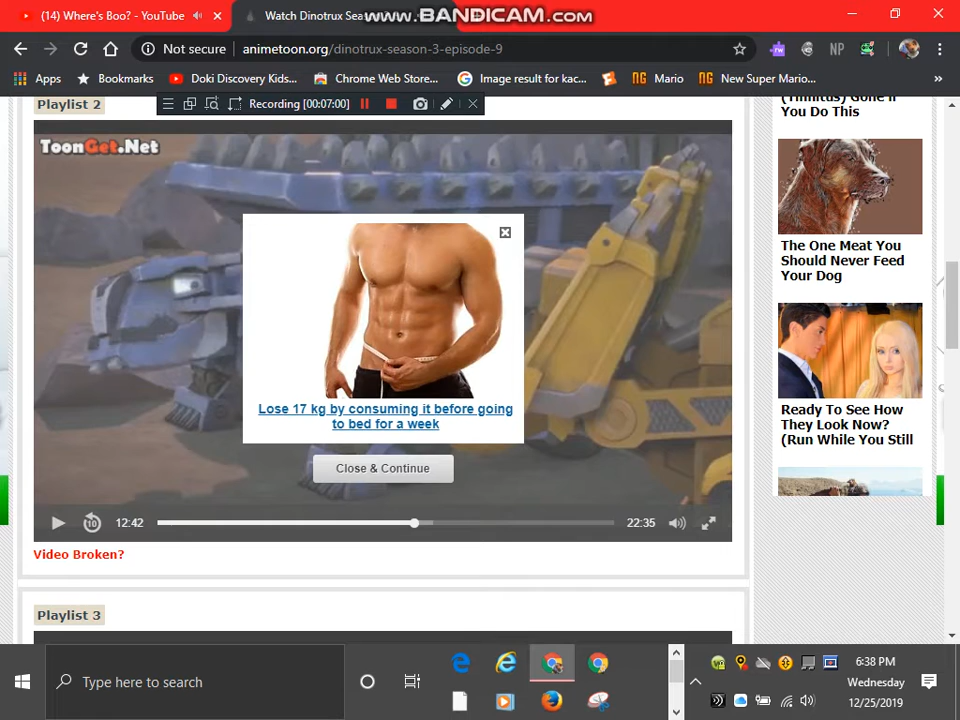 (14) Where's Boo? - YouTube
Watch Dinotrux Sea
www.BANDICAM.com
Not secure
animetoon.org/dinotrux-season-3-episode-9
rw
NP
Apps
Bookmarks
Doki Discovery Kids...
Chrome Web Store...
Image result for kac...
NG Mario
NG New Super Mario...
»
Playlist 2
Recording [00:07:00]
(Tinnitus) Gone If
You Do This
ToonGet.Net
The One Meat You
Should Never Feed
Your Dog
Lose 17 kg by consuming it before going
to bed for a week
Ready To See How
They Look Now?
(Run While You Still
Close & Continue
10
12:42
22:35
Video Broken?
Playlist 3
Type here to search
6:38 PM
Wednesday
12/25/2019